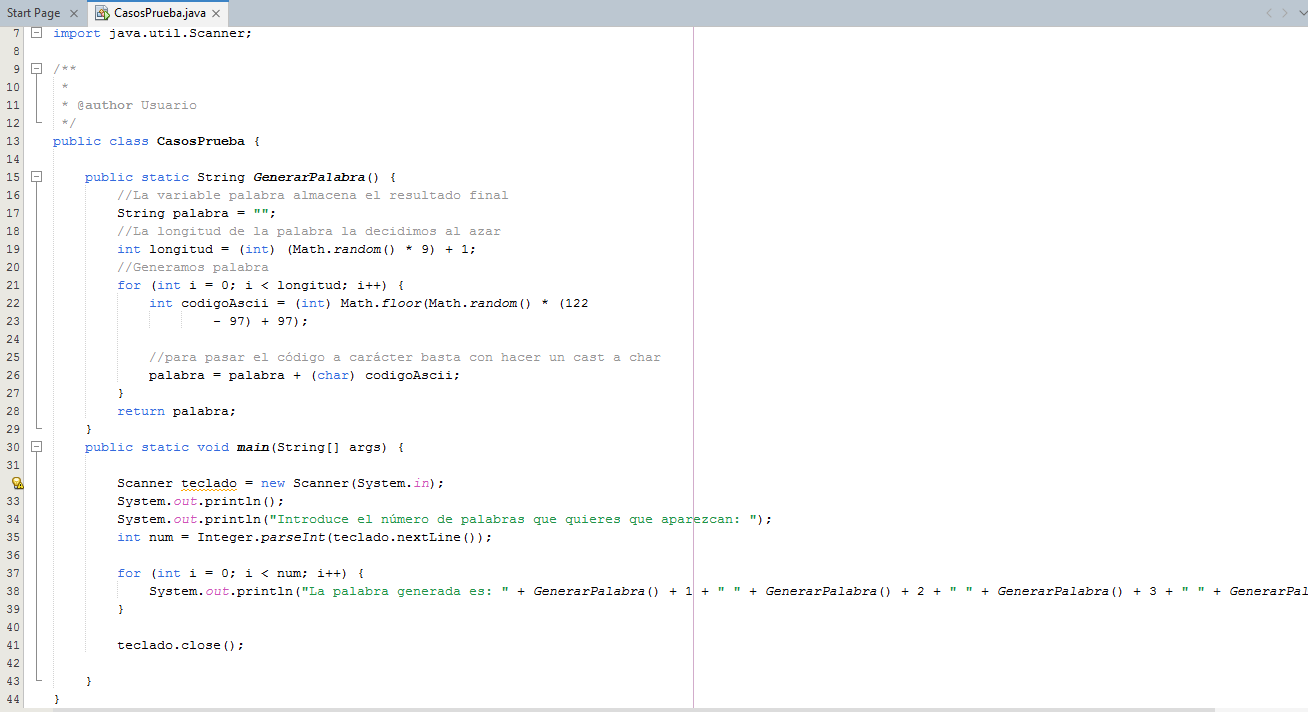 Start Page CasosPrueba.java
7 import java.util.Scanner;
8
9 /**
10 *
11 * @author Usuario
12 */
13 public class CasosPrueba {
14
15 public static String GenerarPalabra() {
16 //La variable palabra almacena el resultado final
17 String palabra = "";
18 //La longitud de la palabra la decidimos al azar
19 int longitud = (int) (Math.random() * 9) + 1;
20 //Generamos palabra
21 for (int i = 0; i < longitud; i++) {
22 int codigoAscii = (int) Math.floor(Math.random() * (122
23 - 97) + 97);
24
25 //para pasar el código a carácter basta con hacer un cast a char
26 palabra = palabra + (char) codigoAscii;
27 }
28 return palabra;
29 }
30 public static void main(String[] args) {
31
Scanner teclado = new Scanner(System.in);
33 System.out.println();
34 System.out.println("Introduce el número de palabras que quieres que aparezcan: ");
35 int num = Integer.parseInt(teclado.nextLine());
36
37 for (int i = 0; i < num; i++) {
38 System.out.println("La palabra generada es: " + GenerarPalabra() + 1 + " " + GenerarPalabra() + 2 + " " + GenerarPalabra() + 3 + " " + GenerarPal
39 }
40
41 teclado.close();
42
43 }
44 }